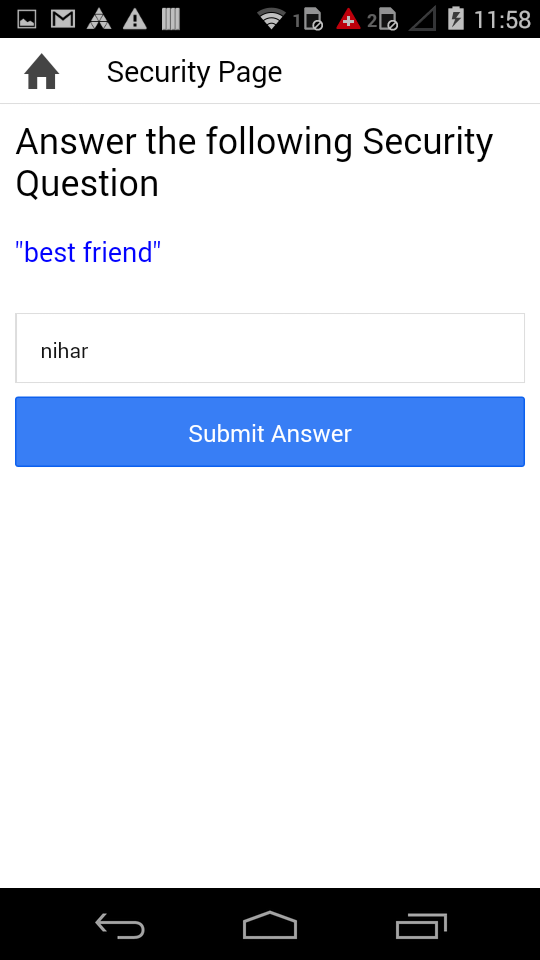 1 2 11:58
Security Page
Answer the following Security
Question
"best friend"
nihar
Submit Answer